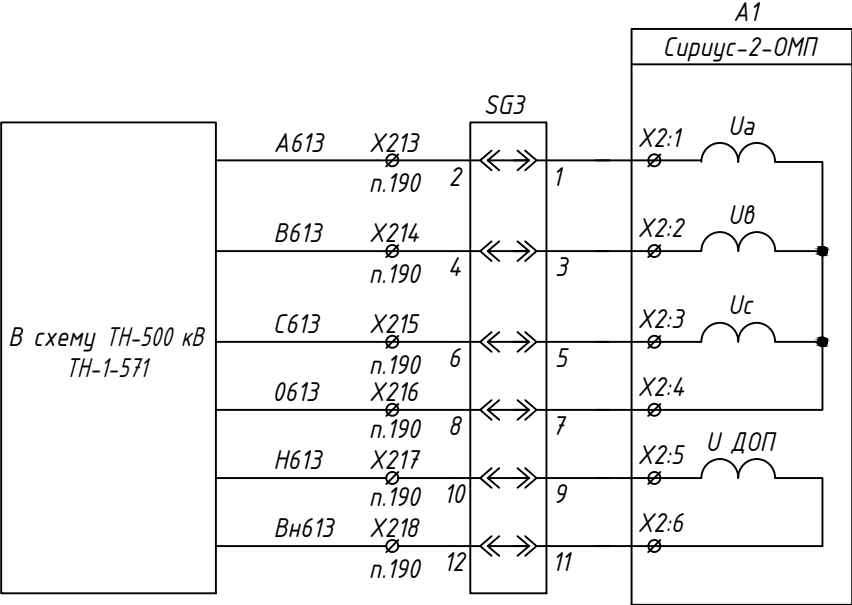 A1
Сириус-2-ОМП
SG3
A613
X213
п.190
2
1
X2:1
Ua
B613
X214
п.190
4
3
X2:2
Uв
C613
X215
п.190
6
5
X2:3
Uc
В схему ТН-500 кВ
ТН-1-571
0613
X216
п.190
8
7
X2:4
H613
X217
п.190
10
9
X2:5
U ДОП
Вн613
X218
п.190
12
11
X2:6